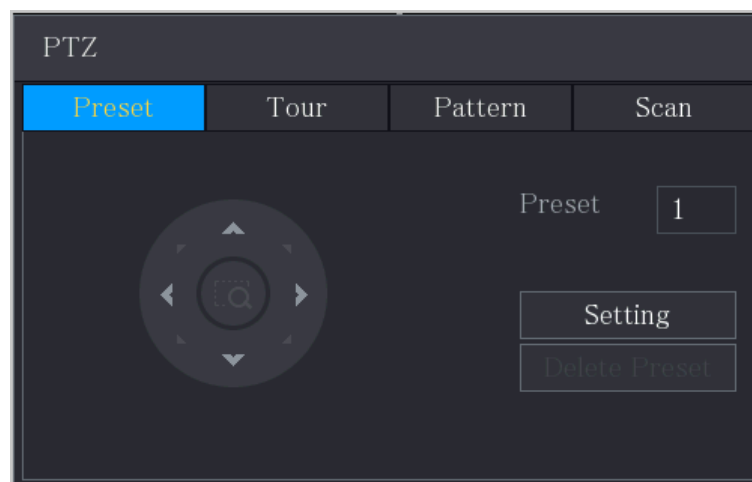 PTZ
Preset Tour Pattern Scan
Preset 1
Setting
Delete Preset